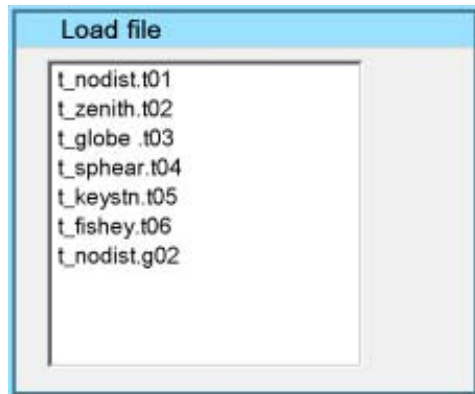 Load file
t_nodist.t01
t_zenith.t02
t_globe .t03
t_sphear.t04
t_keystn.t05
t_fishey.t06
t_nodist.g02